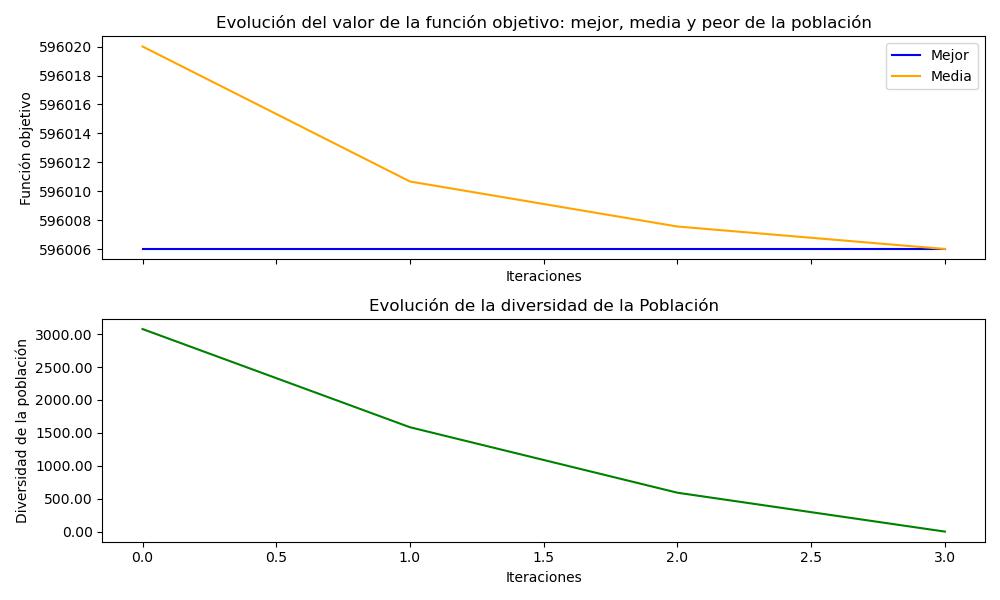 Evolución del valor de la función objetivo: mejor, media y peor de la población
Función objetivo
596020
596018
596016
596014
596012
596010
596008
596006
Mejor
Media
Iteraciones
Evolución de la diversidad de la Población
Diversidad de la población
3000.00
2500.00
2000.00
1500.00
1000.00
500.00
0.00
0.0 0.5 1.0 1.5 2.0 2.5 3.0
Iteraciones